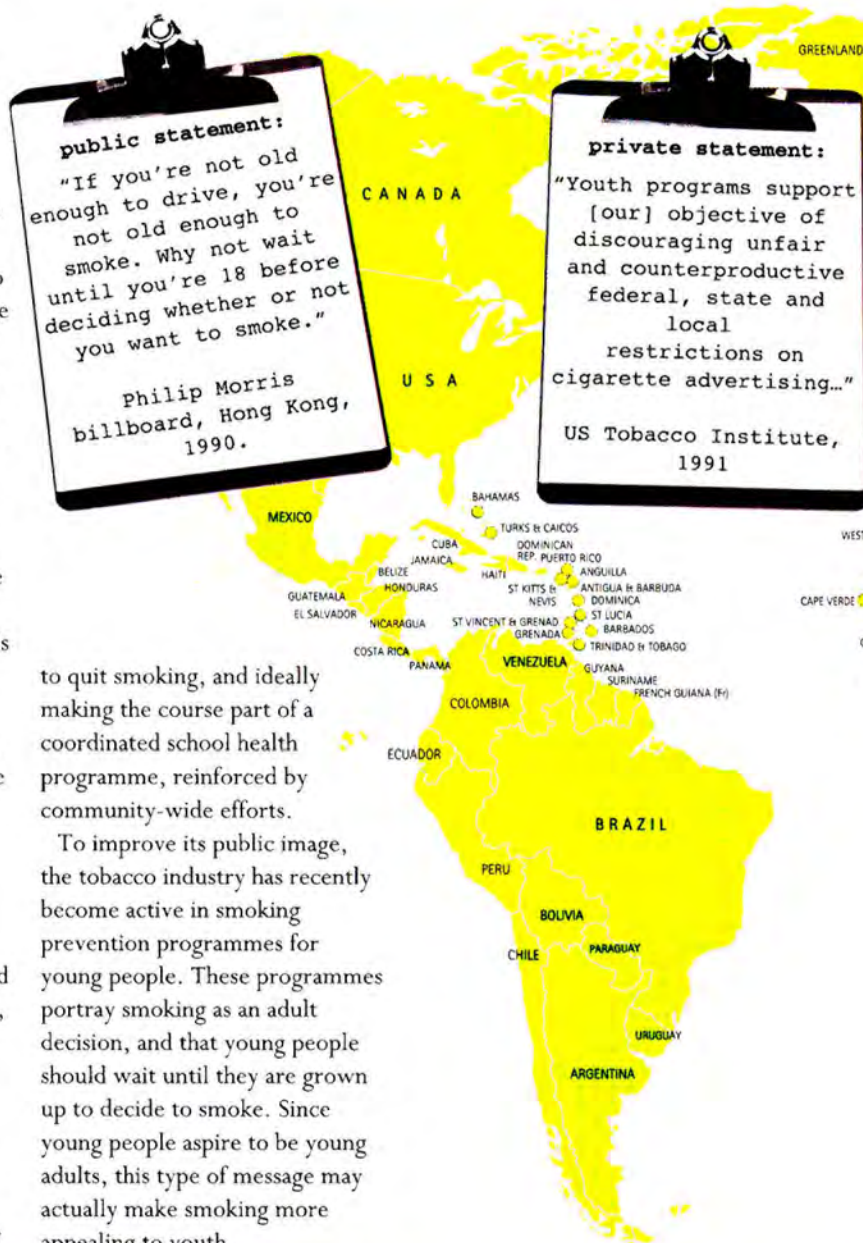 public statement:
"If you're not old
enough to drive, you're
not old enough to
smoke. Why not wait
until you're 18 before
deciding whether or not
you want to smoke."
Philip Morris
billboard, Hong Kong,
1990.
private statement:
"Youth programs support
[our] objective of
discouraging unfair
and counterproductive
federal, state and
local
restrictions on
cigarette advertising…"
US Tobacco Institute,
1991
GREENLAND
CANADA
USA
MEXICO
BAHAMAS
TURKS & CAICOS
CUBA
DOMINICAN
REP.
PUERTO RICO
JAMAICA
HAITI
ANGUILLA
BELIZE
ST KITTS &
NEVIS
ANTIGUA & BARBUDA
GUATEMALA
HONDURAS
DOMINICA
EL SALVADOR
ST LUCIA
NICARAGUA
ST VINCENT & GRENAD
BARBADOS
GRENADA
COSTA RICA
TRINIDAD & TOBAGO
PANAMA
VENEZUELA
GUYANA
SURINAME
FRENCH GUIANA (Fr)
COLOMBIA
ECUADOR
BRAZIL
PERU
BOLIVIA
CHILE
PARAGUAY
URUGUAY
ARGENTINA
WEST
CAPE VERDE
to quit smoking, and ideally
making the course part of a
coordinated school health
programme, reinforced by
community-wide efforts.
To improve its public image,
the tobacco industry has recently
become active in smoking
prevention programmes for
young people. These programmes
portray smoking as an adult
decision, and that young people
should wait until they are grown
up to decide to smoke. Since
young people aspire to be young
adults, this type of message may
actually make smoking more
appealing to youth.